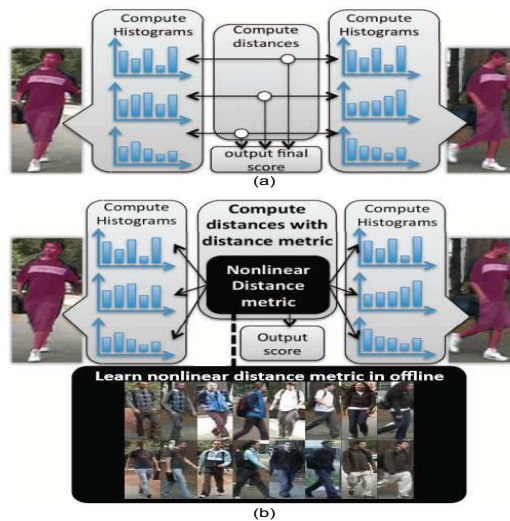 Compute
Histograms
Compute
distances
Compute
Histograms
output final
score
(a)
Compute
Histograms
Compute
distances with
distance metric
Compute
Histograms
Nonlinear
Distance
metric
Output
score
Learn nonlinear distance metric in offline
(b)